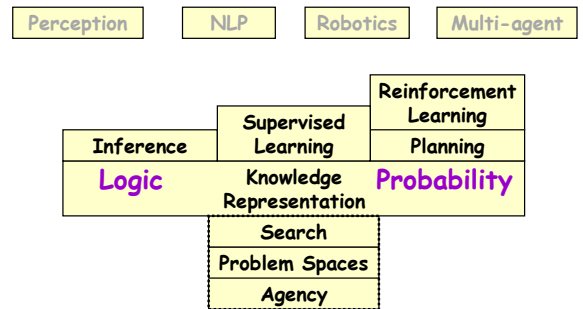 Perception NLP Robotics Multi-agent
Reinforcement
Learning
Supervised
Learning
Inference
Planning
Logic
Knowledge
Representation
Probability
Search
Problem Spaces
Agency